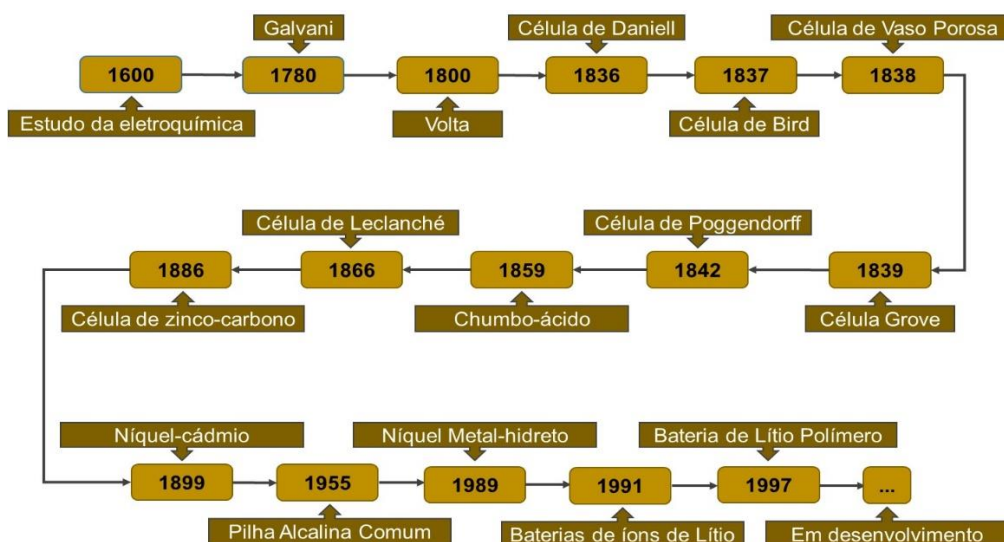 Galvani
Célula de Daniell
Célula de Vaso Porosa
1600
1780
1800
1836
1837
1838
Estudo da eletroquímica
Volta
Célula de Bird
Célula de Leclanché
Célula de Poggendorff
1886
1866
1859
1842
1839
Célula de zinco-carbono
Chumbo-ácido
Célula Grove
Níquel-cádmio
Níquel Metal-hidreto
Bateria de Lítio Polímero
1899
1955
1989
1991
1997
...
Pilha Alcalina Comum
Baterias de íons de Lítio
Em desenvolvimento